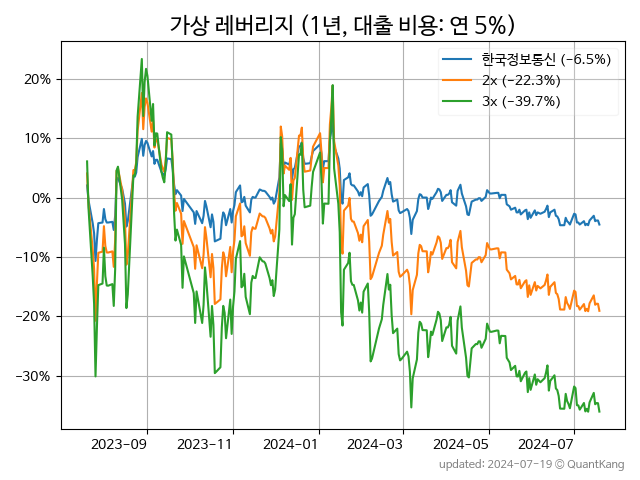 가상 레버리지 (1년, 대출 비용: 연 5%)
한국정보통신 (−6.5%)
2x (−22.3%)
3x (−39.7%)
20%
10%
0%
−10%
−20%
−30%
2023-09 2023-11 2024-01 2024-03 2024-05 2024-07
updated: 2024-07-19 © QuantKang